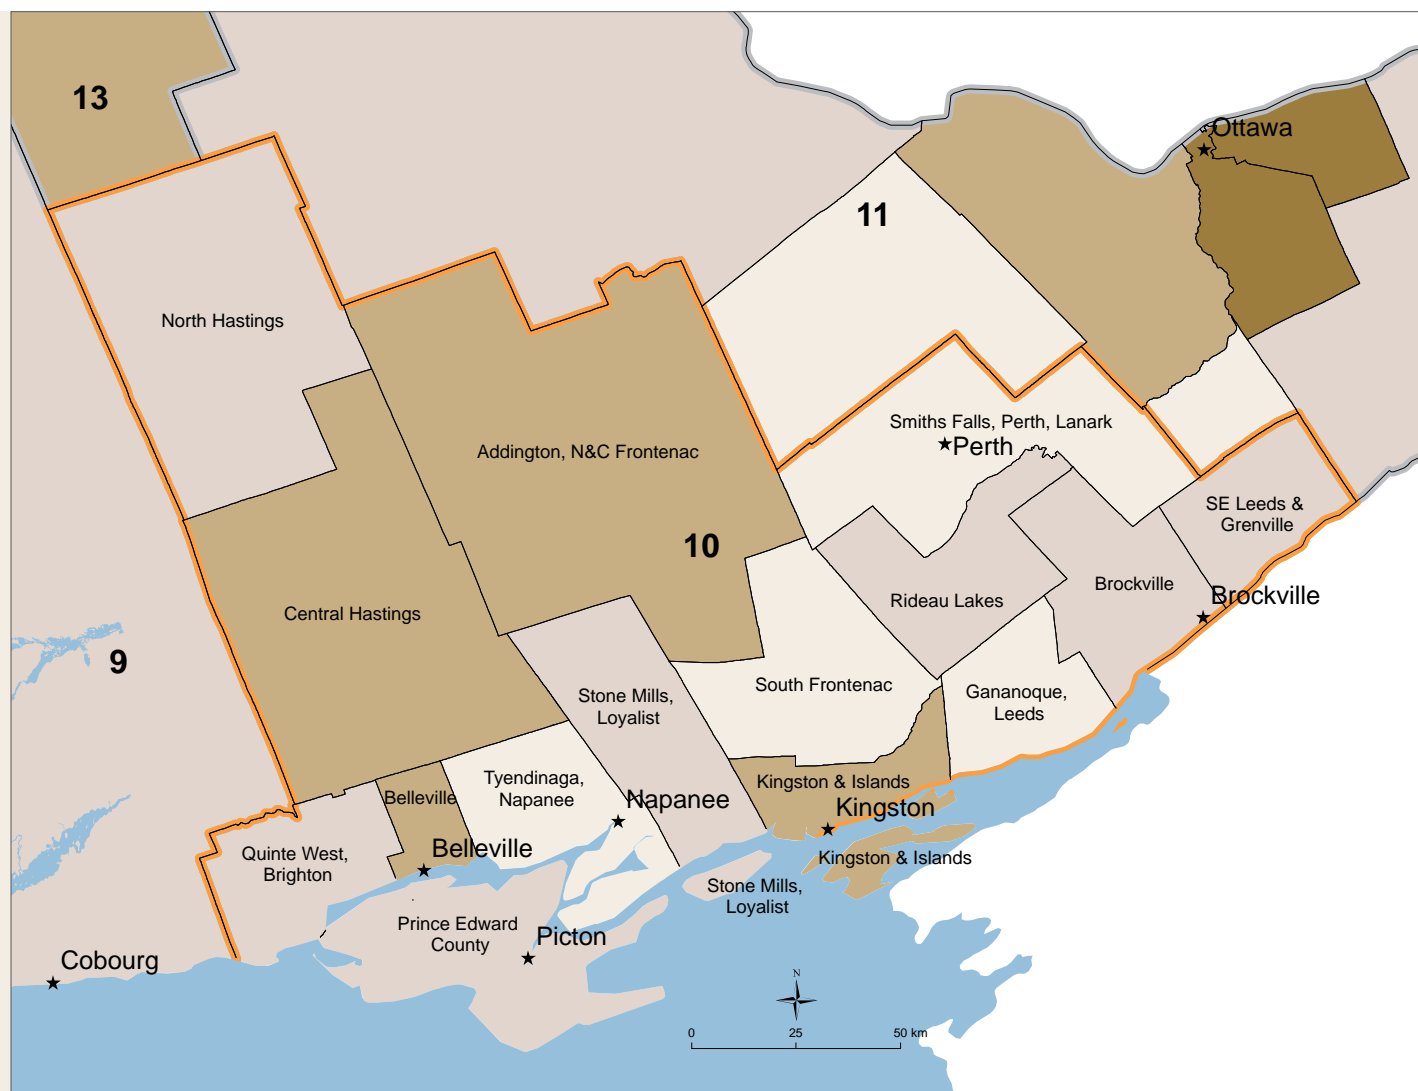 13
Ottawa
11
North Hastings
Smiths Falls, Perth, Lanark
Perth
Addington, N&C Frontenac
SE Leeds &
Grenville
10
Brockville
Brockville
Rideau Lakes
Central Hastings
9
South Frontenac
Gananoque,
Leeds
Stone Mills,
Loyalist
Tyendinaga,
Napanee
Kingston & Islands
Belleville
Napanee
Kingston
Belleville
Quinte West,
Brighton
Kingston & Islands
Stone Mills,
Loyalist
Prince Edward
County
Picton
Cobourg
N
0 25 50 km